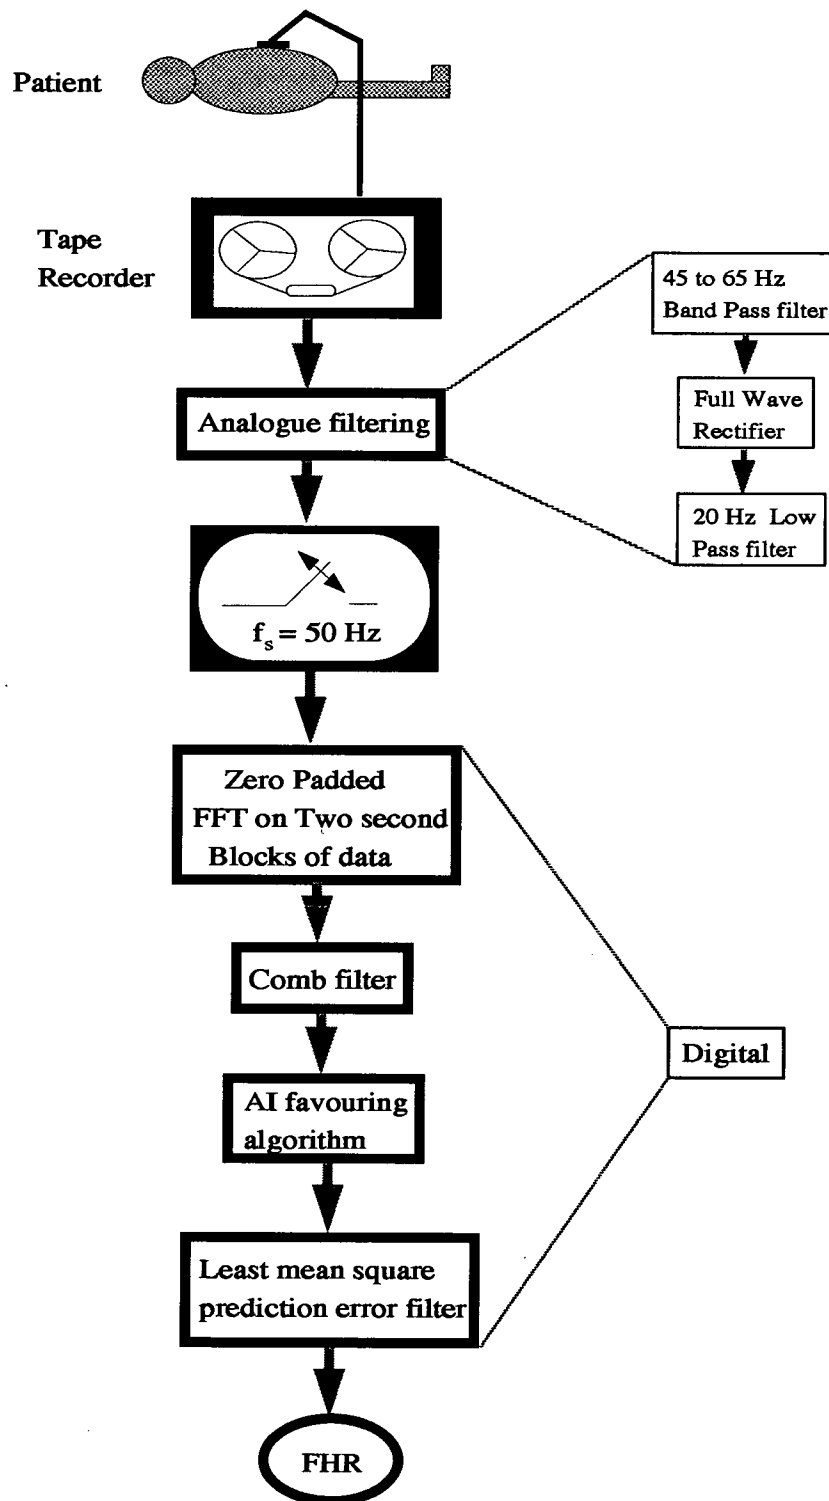 Patient
Tape
Recorder
45 to 65 Hz
Band Pass filter
Full Wave
Rectifier
20 Hz Low
Pass filter
Analogue filtering
fs = 50 Hz
Zero Padded
FFT on Two second
Blocks of data
Comb filter
AI favouring
algorithm
Digital
Least mean square
prediction error filter
FHR